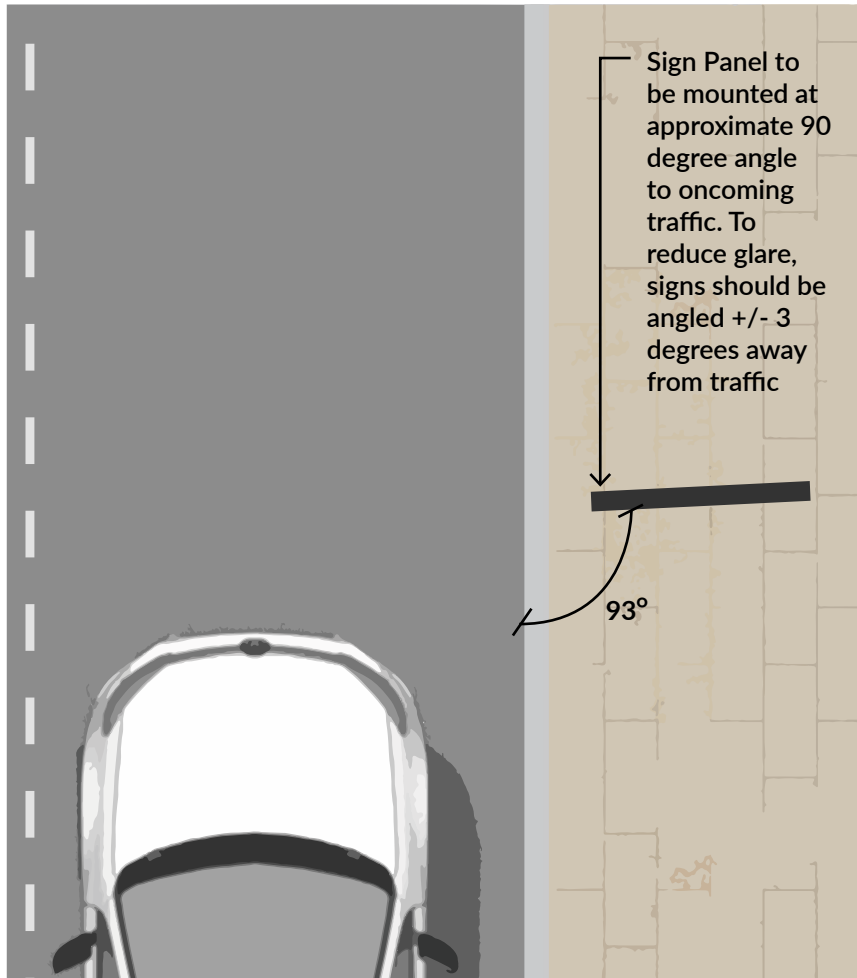 Sign Panel to
be mounted at
approximate 90
degree angle
to oncoming
traffic. To
reduce glare,
signs should be
angled +/- 3
degrees away
from traffic
93°